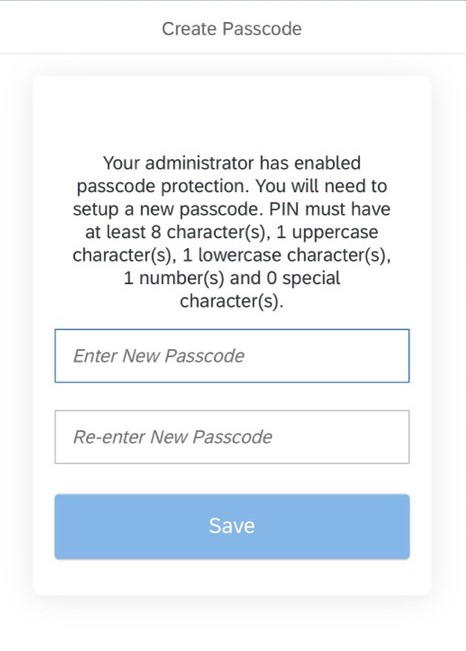 Create Passcode
Your administrator has enabled
passcode protection. You will need to
setup a new passcode. PIN must have
at least 8 character(s), 1 uppercase
character(s), 1 lowercase character(s),
1 number(s) and 0 special
character(s).
Enter New Passcode
Re-enter New Passcode
Save